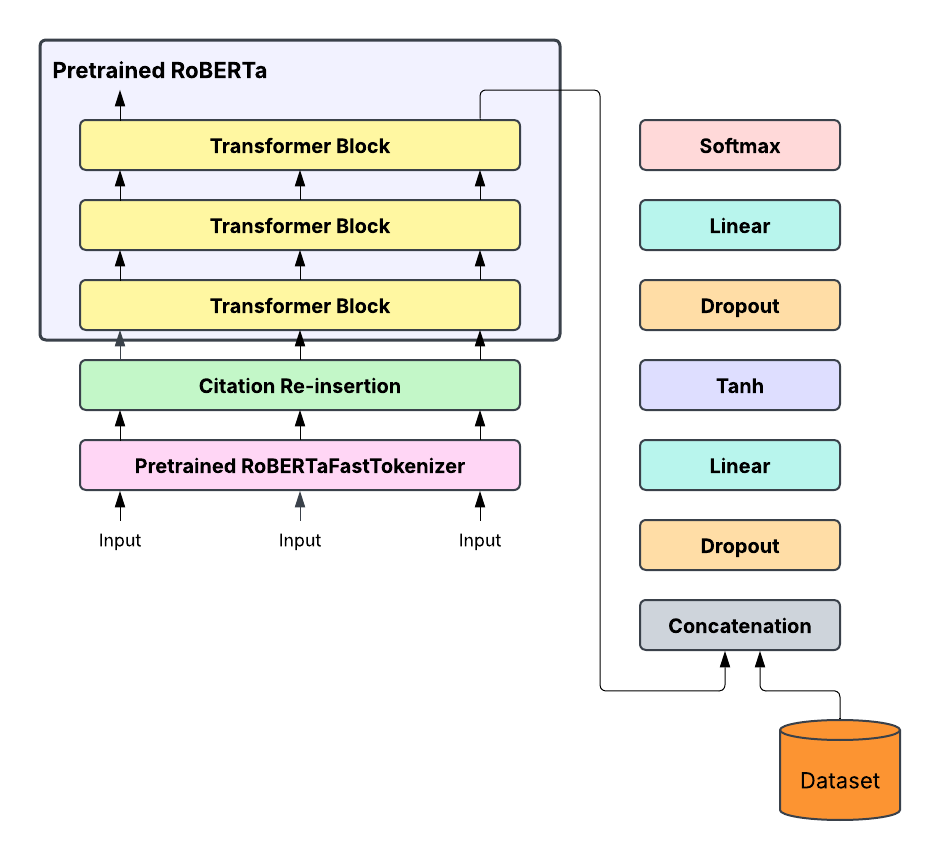 Pretrained RoBERTa
Transformer Block
Transformer Block
Transformer Block
Citation Re-insertion
Pretrained RoBERTaFastTokenizer
Input
Input
Input
Softmax
Linear
Dropout
Tanh
Linear
Dropout
Concatenation
Dataset